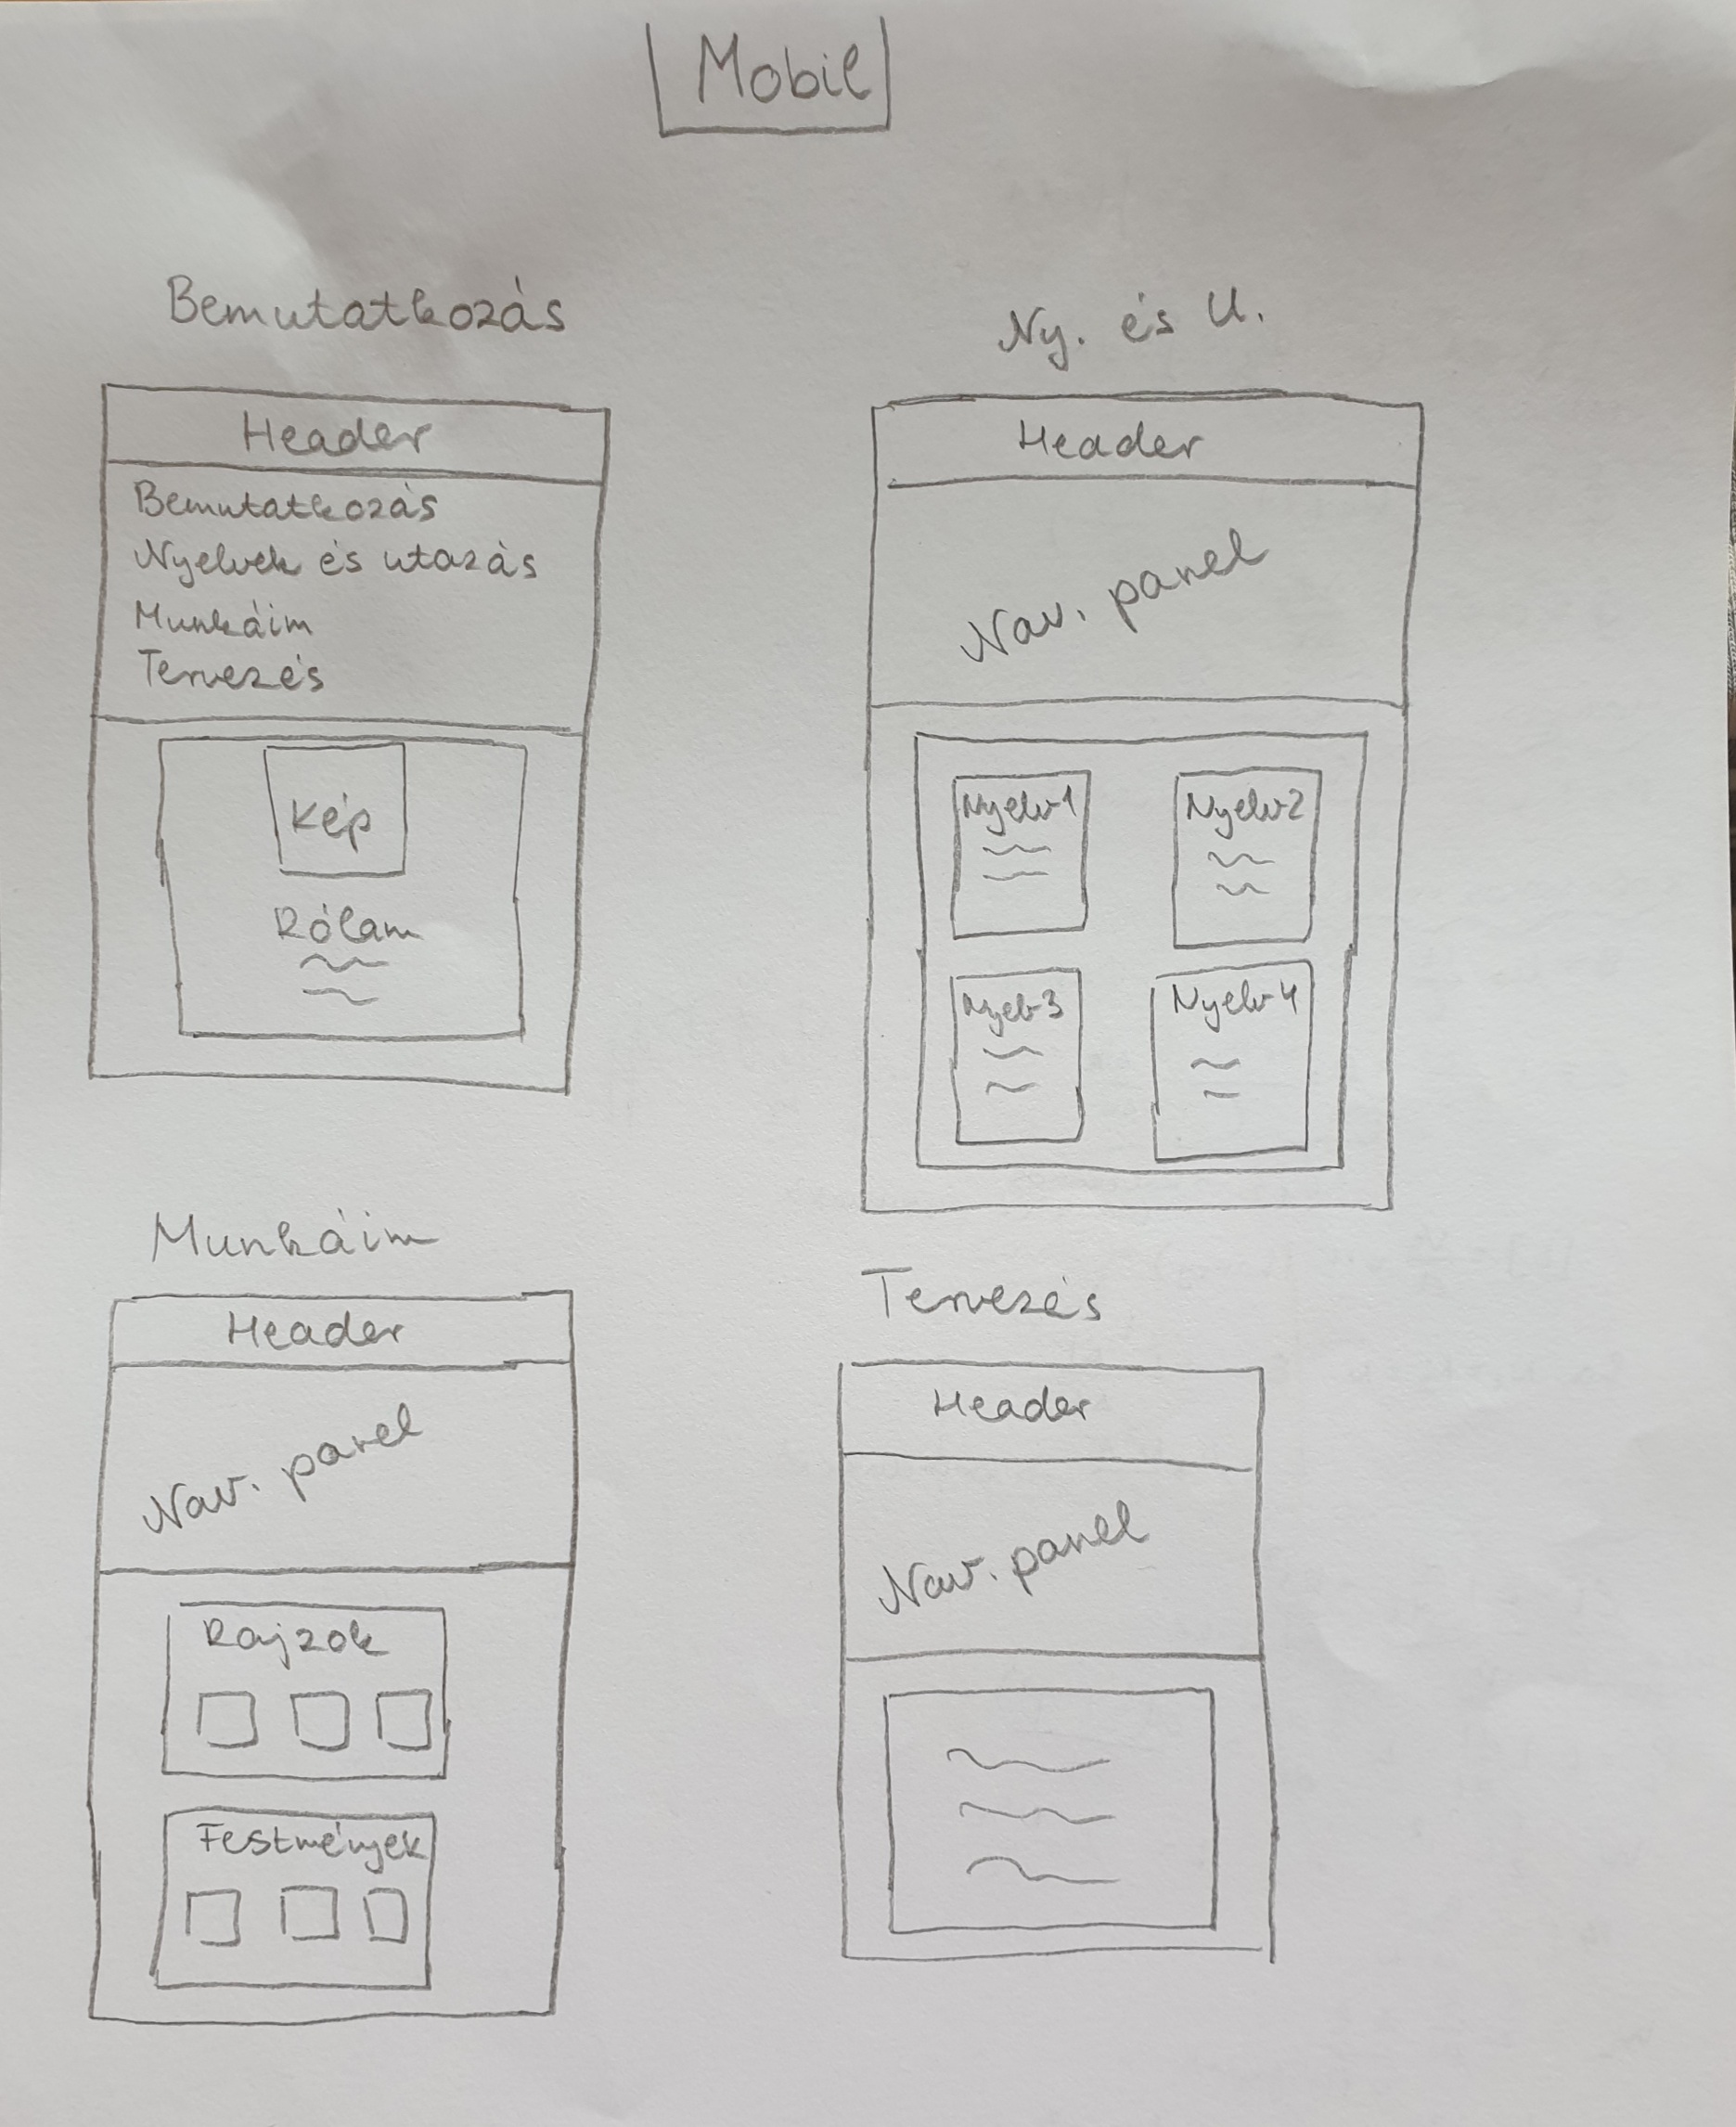 Mobil
Bemutatkozás
Header
Bemutatkozás
Nyelvek és utazás
Munkáim
Tervezés
Kép
Rólam
Ny. és U.
Header
Nav. panel
Nyelv1
Nyelv2
Nyelv3
Nyelv4
Munkáim
Header
Nav. panel
Rajzok
Festmények
Tervezés
Header
Nav. panel